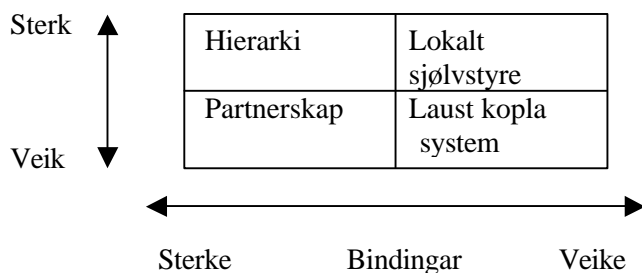 Sterk
Hierarki
Lokalt
sjølvstyre
Partnerskap
Laust kopla
system
Veik
Sterke Bindingar Veike